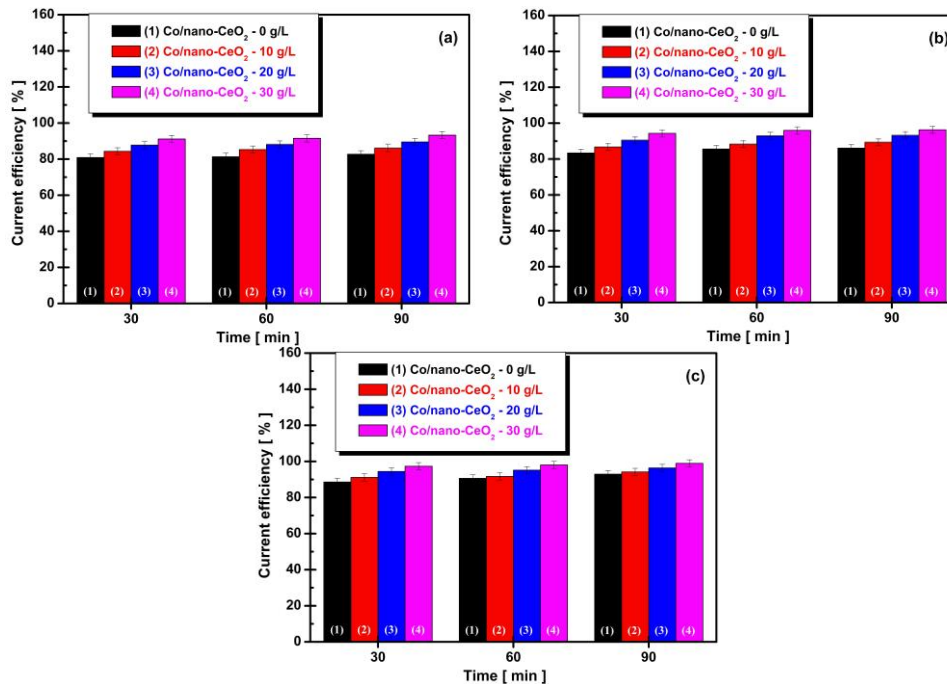 160
140
120
100
80
60
40
20
0
Current efficiency [ % ]
(1) Co/nano-CeO2 - 0 g/L
(2) Co/nano-CeO2 - 10 g/L
(3) Co/nano-CeO2 - 20 g/L
(4) Co/nano-CeO2 - 30 g/L
(a)
(1) (2) (3) (4) (1) (2) (3) (4) (1) (2) (3) (4)
30 60 90
Time [ min ]
160
140
120
100
80
60
40
20
0
Current efficiency [ % ]
(1) Co/nano-CeO2 - 0 g/L
(2) Co/nano-CeO2 - 10 g/L
(3) Co/nano-CeO2 - 20 g/L
(4) Co/nano-CeO2 - 30 g/L
(b)
(1) (2) (3) (4) (1) (2) (3) (4) (1) (2) (3) (4)
30 60 90
Time [ min ]
160
140
120
100
80
60
40
20
0
Current efficiency [ % ]
(1) Co/nano-CeO2 - 0 g/L
(2) Co/nano-CeO2 - 10 g/L
(3) Co/nano-CeO2 - 20 g/L
(4) Co/nano-CeO2 - 30 g/L
(c)
(1) (2) (3) (4) (1) (2) (3) (4) (1) (2) (3) (4)
30 60 90
Time [ min ]